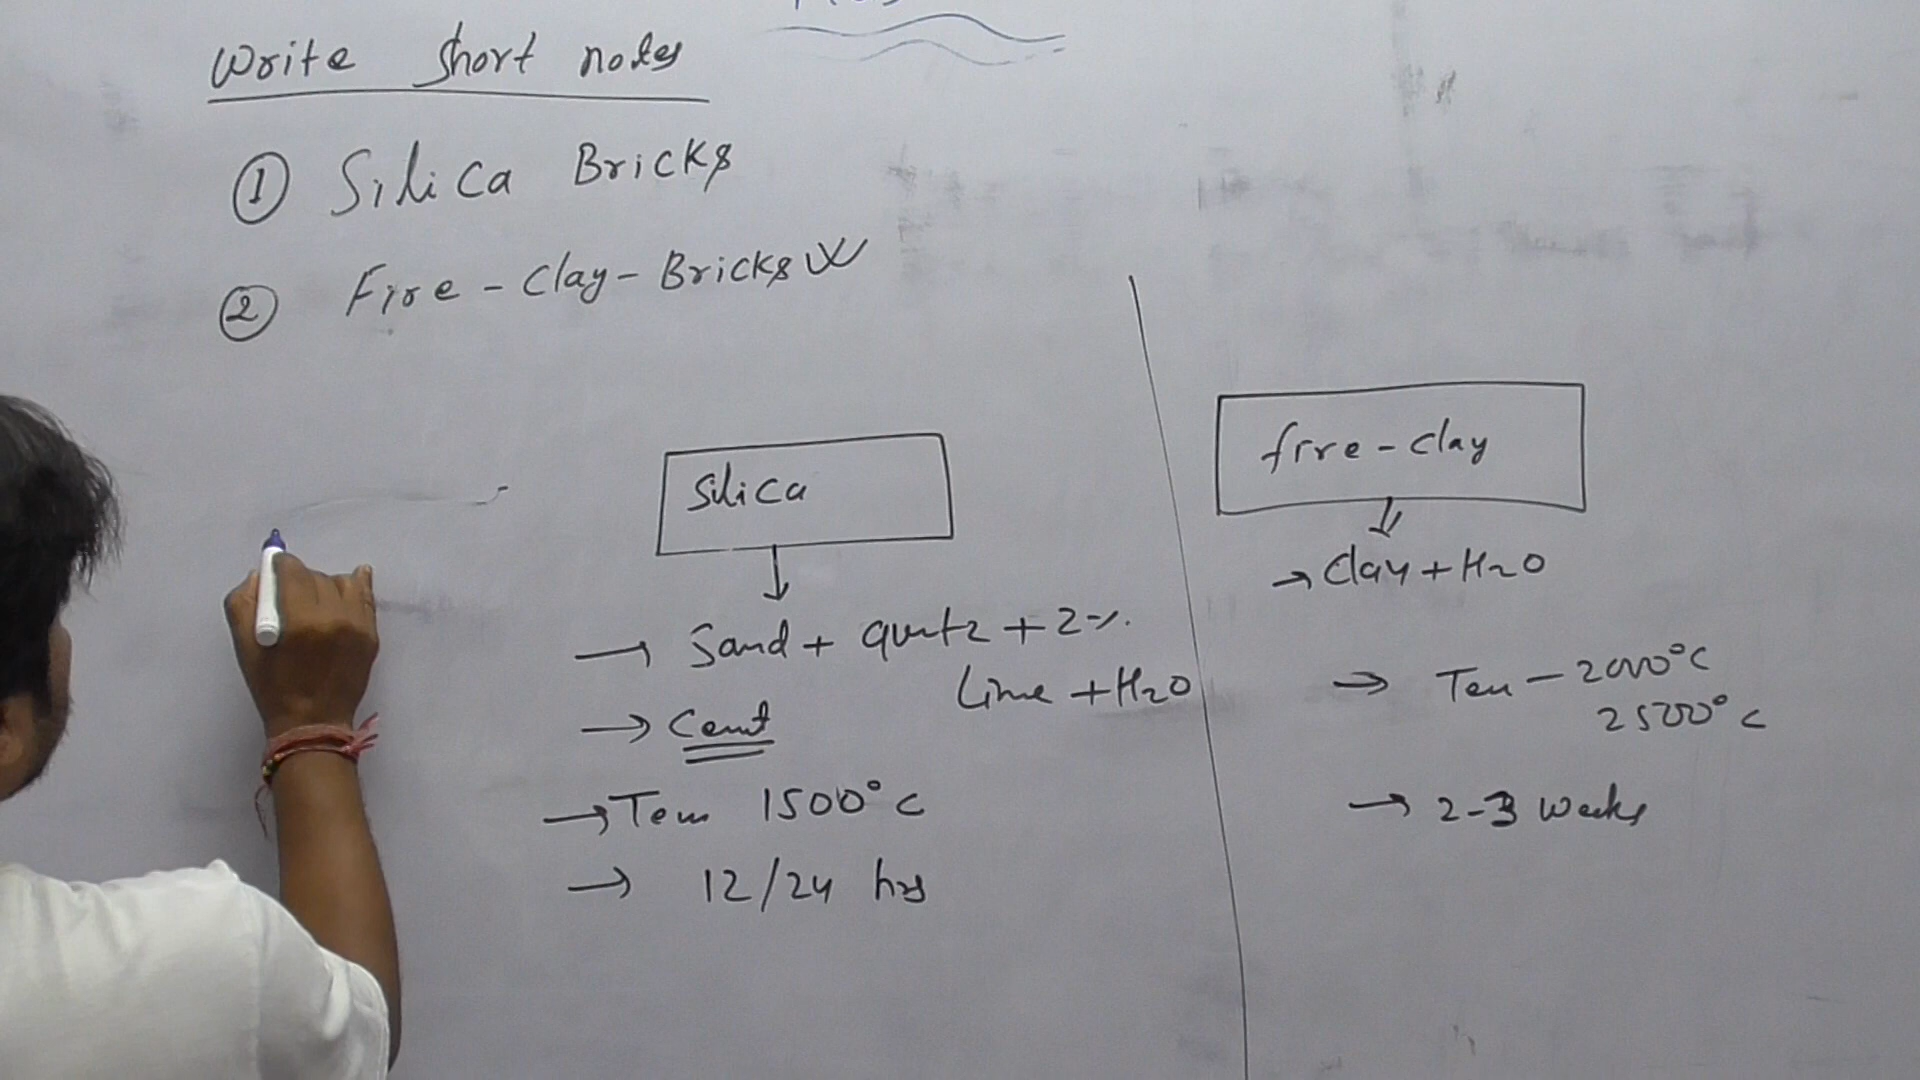 Write short notes
① Silica Bricks
② Fire - Clay - Bricks
Silica
→ Sand + qurtz + 2%.
Lime + H2O
→ Cemt
→ Tem 1500°C
→ 12/24 hrs
fire - clay
→ Clay + H2O
→ Tem - 2000°C
2500°C
→ 2-3 weeks